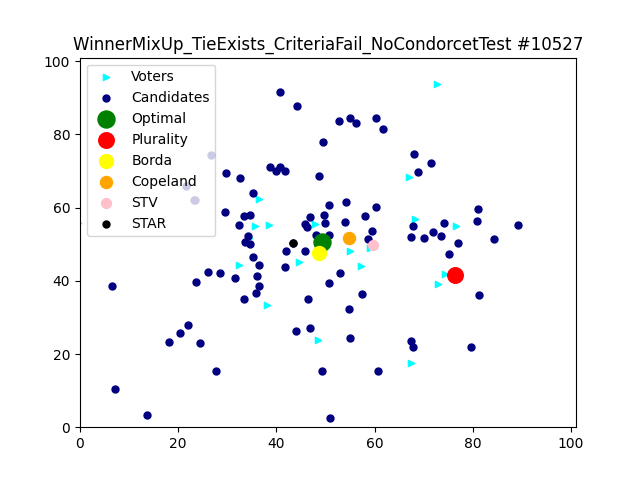 WinnerMixUp_TieExists_CriteriaFail_NoCondorcetTest #10527
Voters
Candidates
Optimal
Plurality
Borda
Copeland
STV
STAR
100
80
60
40
20
0
0 20 40 60 80 100